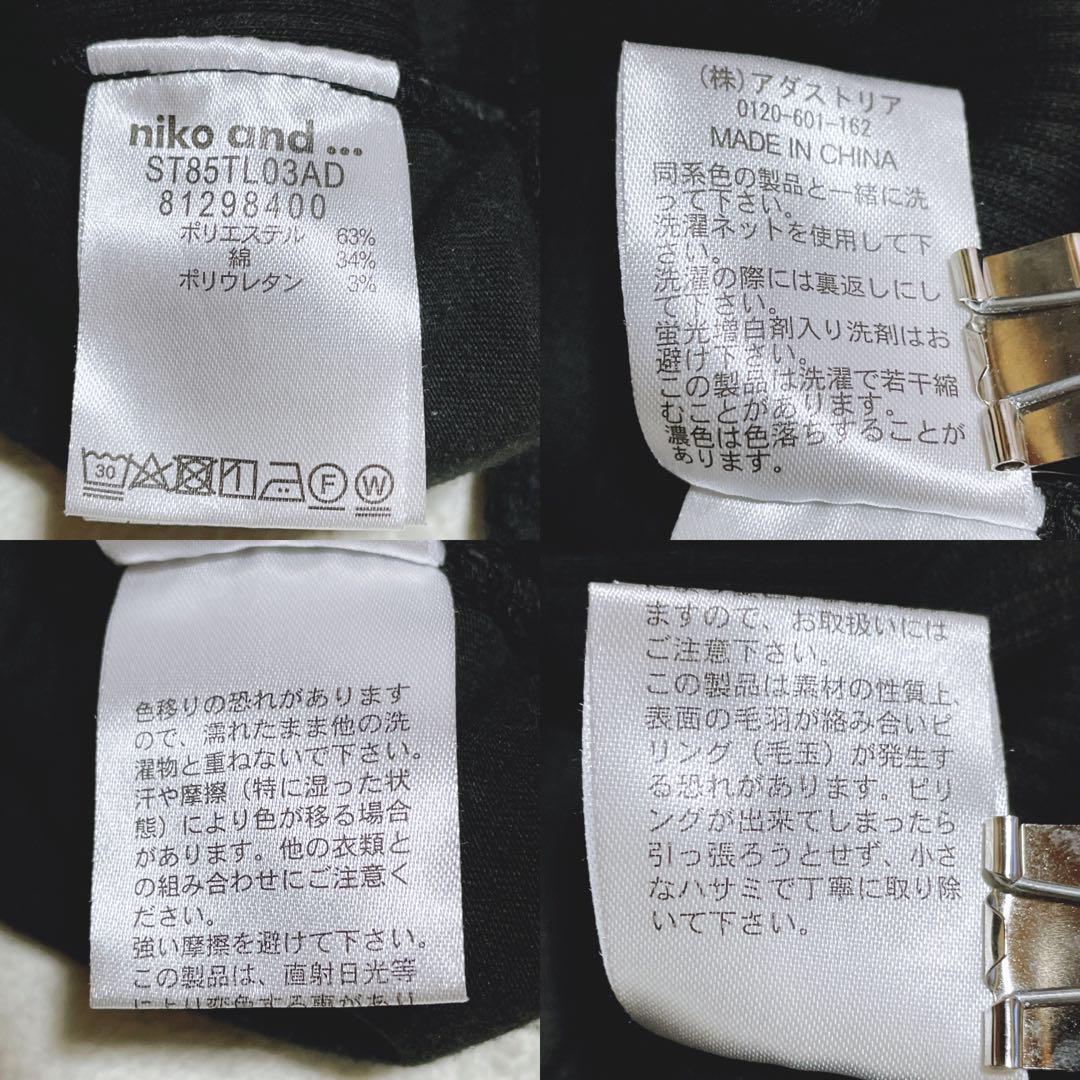 niko and ...
ST85TL03AD
81298400
ポリエステル 63%
綿 34%
ポリウレタン 3%
30
F
W
(株)アダストリア
0120-601-162
MADE IN CHINA
同系色の製品と一緒に洗
って下さい。
洗濯ネットを使用して下
さい。
洗濯の際には裏返しにし
て下さい。
蛍光増白剤入り洗剤はお
避け下さい。
この製品は洗濯で若干縮
むことがあります。
濃色は色落ちすることが
あります。
色移りの恐れがあります
ので、濡れたまま他の洗
濯物と重ねないで下さい。
汗や摩擦（特に湿った状
態）により色が移る場合
があります。他の衣類と
の組み合わせにご注意く
ださい。
強い摩擦を避けて下さい。
この製品は、直射日光等
により変色する事があり
ますので、お取扱いには
ご注意下さい。
この製品は素材の性質上、
表面の毛羽が絡み合いピ
リング（毛玉）が発生す
る恐れがあります。ピリ
ングが出来てしまったら
引っ張ろうとせず、小さ
なハサミで丁寧に取り除
いて下さい。